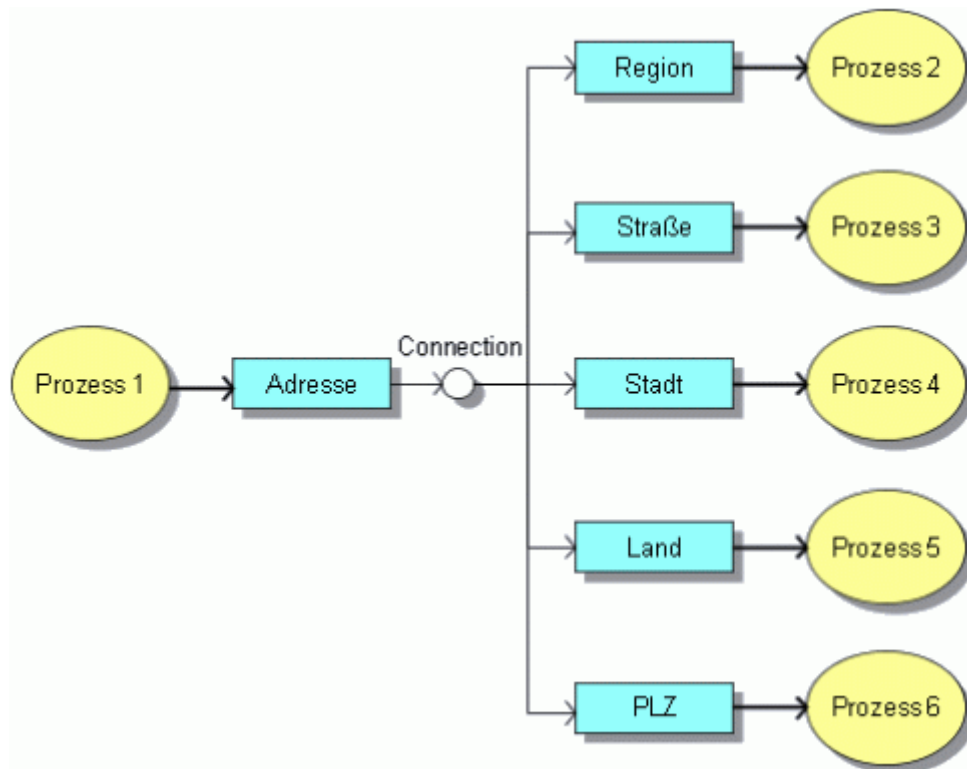 Region
Prozess 2
Straße
Prozess 3
Connection
Prozess 1
Adresse
Stadt
Prozess 4
Land
Prozess 5
PLZ
Prozess 6